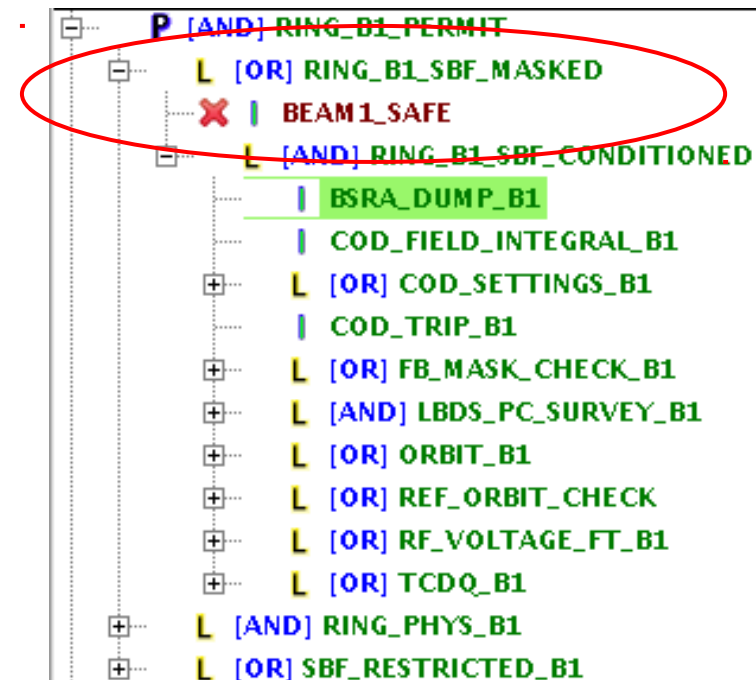 P [AND] RING_B1_PERMIT
L [OR] RING_B1_SBF_MASKED
BEAM1_SAFE
L [AND] RING_B1_SBF_CONDITIONED
BSRA_DUMP_B1
COD_FIELD_INTEGRAL_B1
L [OR] COD_SETTINGS_B1
COD_TRIP_B1
L [OR] FB_MASK_CHECK_B1
L [AND] LBDS_PC_SURVEY_B1
L [OR] ORBIT_B1
L [OR] REF_ORBIT_CHECK
L [OR] RF_VOLTAGE_FT_B1
L [OR] TCDQ_B1
L [AND] RING_PHYS_B1
L [OR] SBF_RESTRICTED_B1